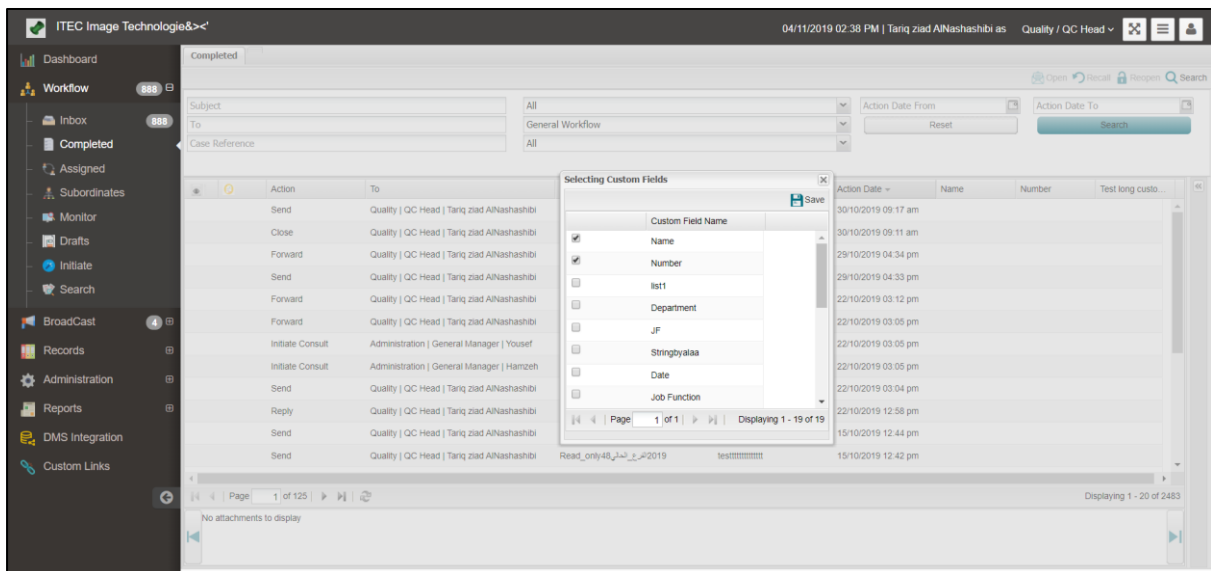 ITEC Image Technologie&><'
04/11/2019 02:38 PM | Tariq ziad AlNashashibi as Quality / QC Head
Dashboard
Workflow 888
Inbox 888
Completed
Assigned
Subordinates
Monitor
Drafts
Initiate
Search
BroadCast 4
Records
Administration
Reports
DMS Integration
Custom Links
Completed
Open Recall Reopen Search
Subject All Action Date From Action Date To
To General Workflow Reset Search
Case Reference All
Action To Action Date Name Number Test long custo...
Send Quality | QC Head | Tariq ziad AlNashashibi 30/10/2019 09:17 am
Close Quality | QC Head | Tariq ziad AlNashashibi 30/10/2019 09:11 am
Forward Quality | QC Head | Tariq ziad AlNashashibi 29/10/2019 04:34 pm
Send Quality | QC Head | Tariq ziad AlNashashibi 29/10/2019 04:33 pm
Forward Quality | QC Head | Tariq ziad AlNashashibi 22/10/2019 03:12 pm
Forward Quality | QC Head | Tariq ziad AlNashashibi 22/10/2019 03:05 pm
Initiate Consult Administration | General Manager | Yousef 22/10/2019 03:05 pm
Initiate Consult Administration | General Manager | Hamzeh 22/10/2019 03:05 pm
Send Quality | QC Head | Tariq ziad AlNashashibi 22/10/2019 03:04 pm
Reply Quality | QC Head | Tariq ziad AlNashashibi 22/10/2019 12:58 pm
Send Quality | QC Head | Tariq ziad AlNashashibi 15/10/2019 12:44 pm
Send Quality | QC Head | Tariq ziad AlNashashibi 15/10/2019 12:42 pm
Selecting Custom Fields
Save
Custom Field Name
Name
Number
list1
Department
JF
Stringbyalaa
Date
Job Function
Page 1 of 1 Displaying 1 - 19 of 19
Page 1 of 125 Displaying 1 - 20 of 2483
No attachments to display